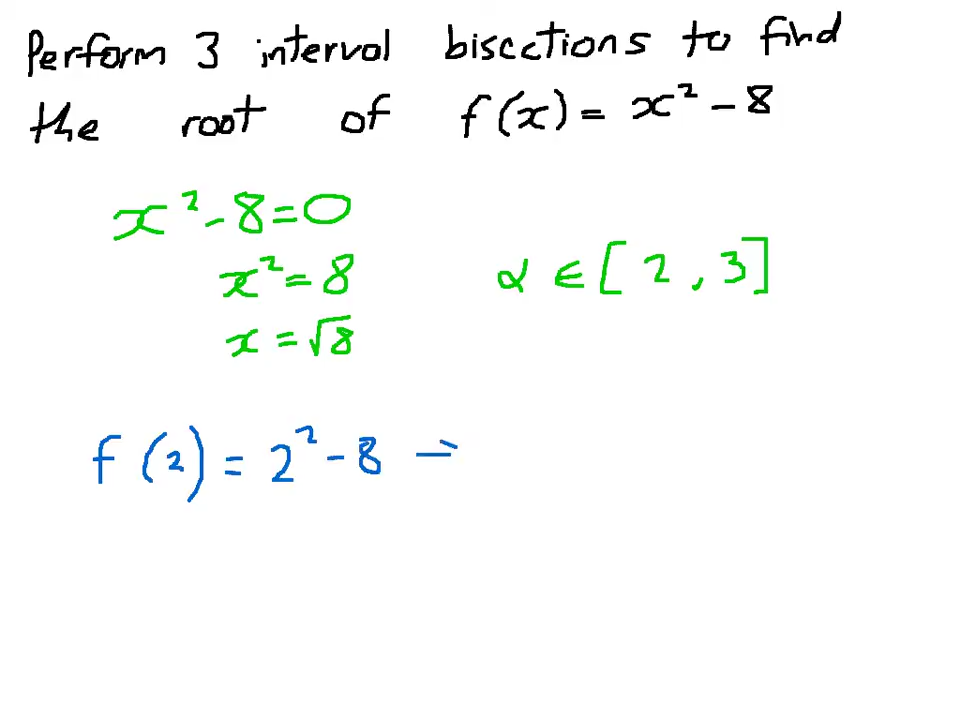 Perform 3 interval bisections to find
the root of f(x) = x² - 8
x² - 8 = 0
x² = 8
x = √8
α ∈ [2, 3]
f(2) = 2² - 8 =